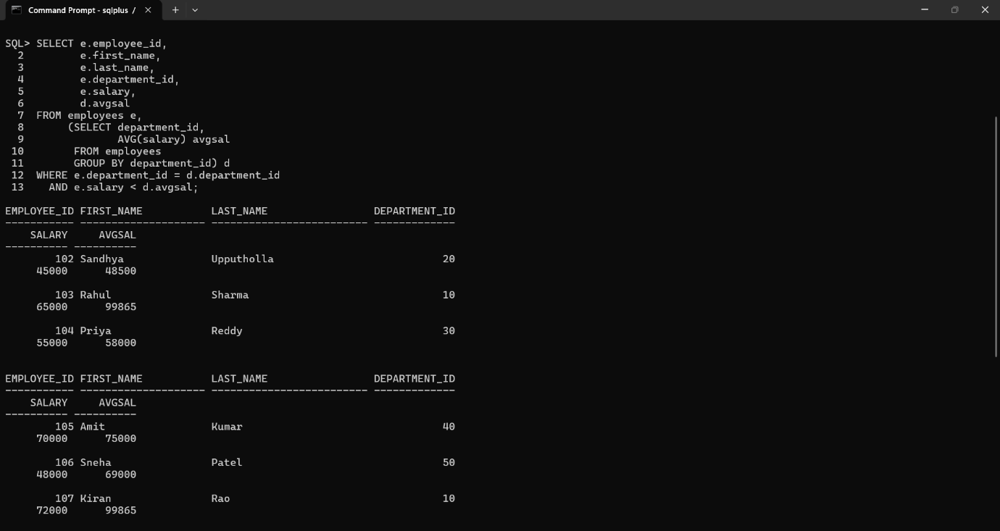 Command Prompt - sqlplus /
SQL> SELECT e.employee_id,
  2         e.first_name,
  3         e.last_name,
  4         e.department_id,
  5         e.salary,
  6         d.avgsal
  7  FROM employees e,
  8       (SELECT department_id,
  9               AVG(salary) avgsal
 10        FROM employees
 11        GROUP BY department_id) d
 12  WHERE e.department_id = d.department_id
 13    AND e.salary < d.avgsal;
EMPLOYEE_ID FIRST_NAME           LAST_NAME                 DEPARTMENT_ID
----------- -------------------- ------------------------- -------------
    SALARY     AVGSAL
---------- ----------
        102 Sandhya              Upputholla                           20
     45000      48500
        103 Rahul                Sharma                               10
     65000      99865
        104 Priya                Reddy                                30
     55000      58000
EMPLOYEE_ID FIRST_NAME           LAST_NAME                 DEPARTMENT_ID
----------- -------------------- ------------------------- -------------
    SALARY     AVGSAL
---------- ----------
        105 Amit                 Kumar                                40
     70000      75000
        106 Sneha                Patel                                50
     48000      69000
        107 Kiran                Rao                                  10
     72000      99865